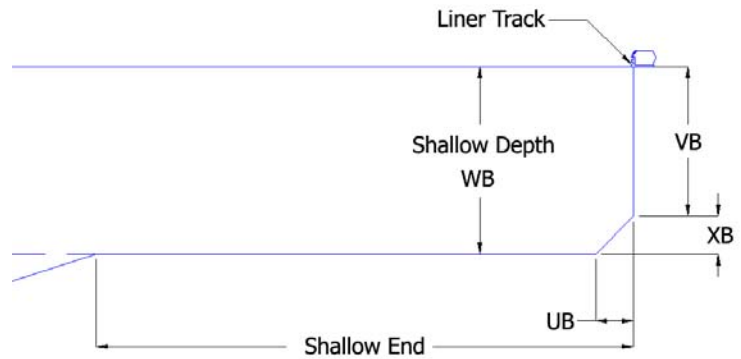 Liner Track
Shallow Depth
WB
VB
XB
UB
Shallow End